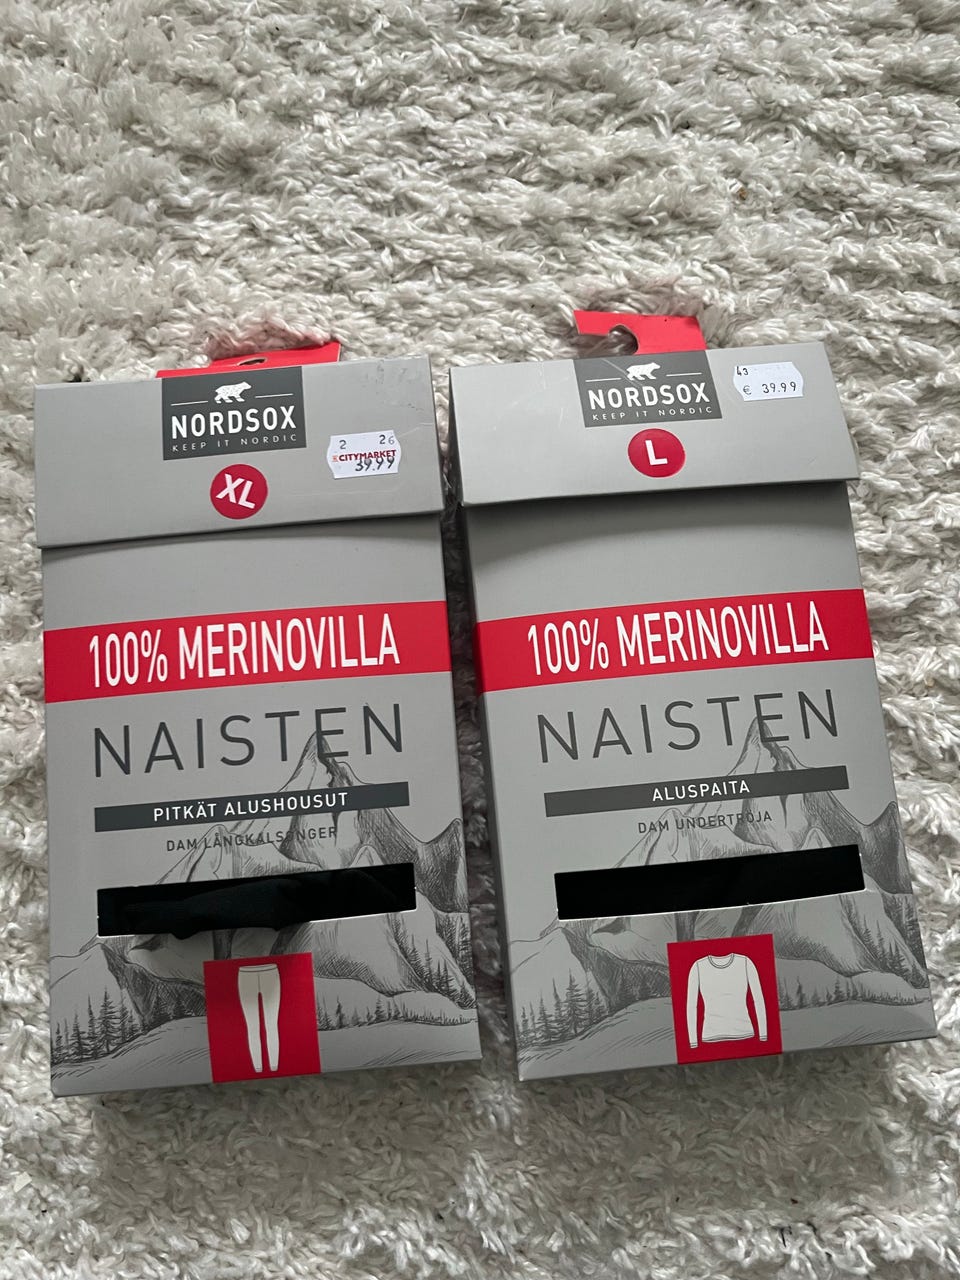 NORDSOX
KEEP IT NORDIC
XL
2 26
CITYMARKET
39.99
100% MERINOVILLA
NAISTEN
PITKÄT ALUSHOUSUT
DAM LÅNGKALSONGER
NORDSOX
KEEP IT NORDIC
L
43
€ 39.99
100% MERINOVILLA
NAISTEN
ALUSPAITA
DAM UNDERTRÖJA